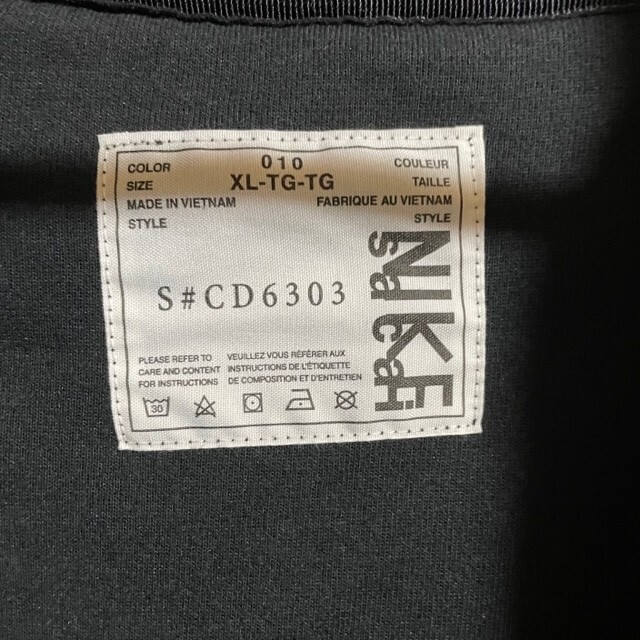 COLOR 010 COULEUR
SIZE XL-TG-TG TAILLE
MADE IN VIETNAM FABRIQUE AU VIETNAM
STYLE STYLE
S#CD6303
NIKE
sacai
PLEASE REFER TO VEUILLEZ VOUS RÉFÉRER AUX
CARE AND CONTENT INSTRUCTIONS DE L'ÉTIQUETTE
FOR INSTRUCTIONS DE COMPOSITION ET D'ENTRETIEN
30